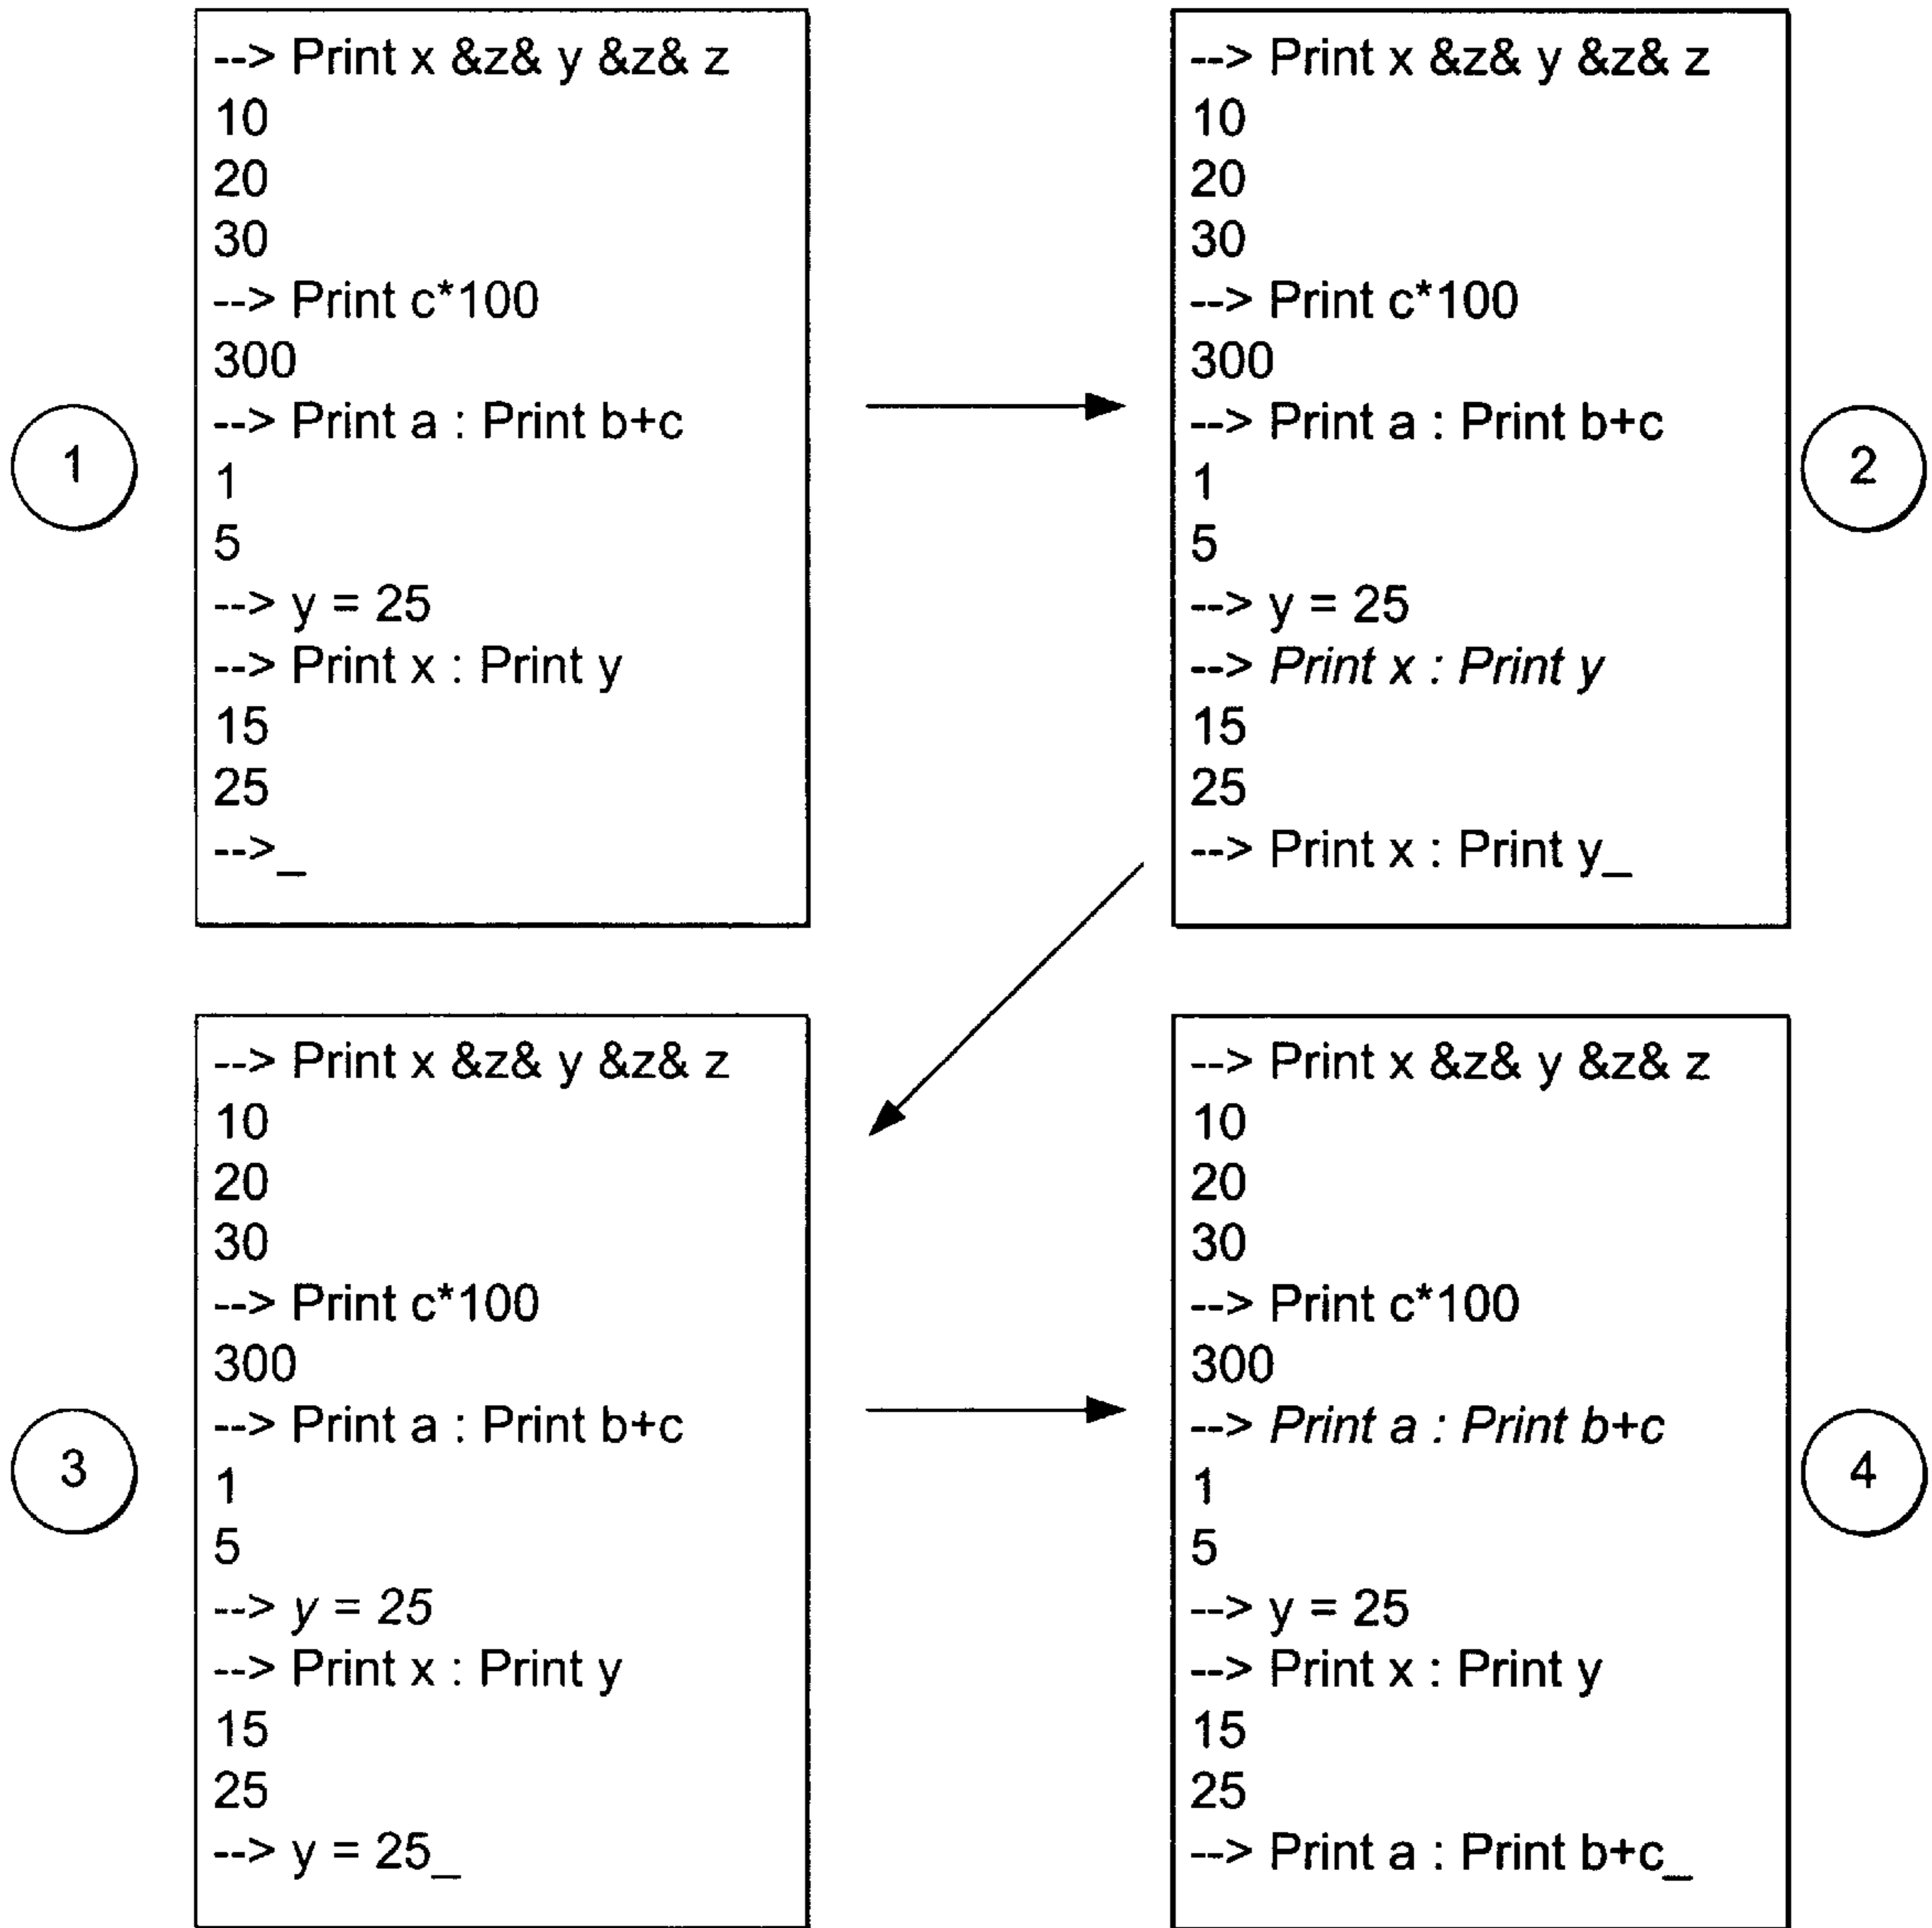 --> Print x &z& y &z& z
10
20
30
--> Print c*100
300
--> Print a : Print b+c
1
5
--> y = 25
--> Print x : Print y
15
25
-->_
1
--> Print x &z& y &z& z
10
20
30
--> Print c*100
300
--> Print a : Print b+c
1
5
--> y = 25
--> Print x : Print y
15
25
--> Print x : Print y_
2
--> Print x &z& y &z& z
10
20
30
--> Print c*100
300
--> Print a : Print b+c
1
5
--> y = 25
--> Print x : Print y
15
25
--> y = 25_
3
--> Print x &z& y &z& z
10
20
30
--> Print c*100
300
--> Print a : Print b+c
1
5
--> y = 25
--> Print x : Print y
15
25
--> Print a : Print b+c_
4